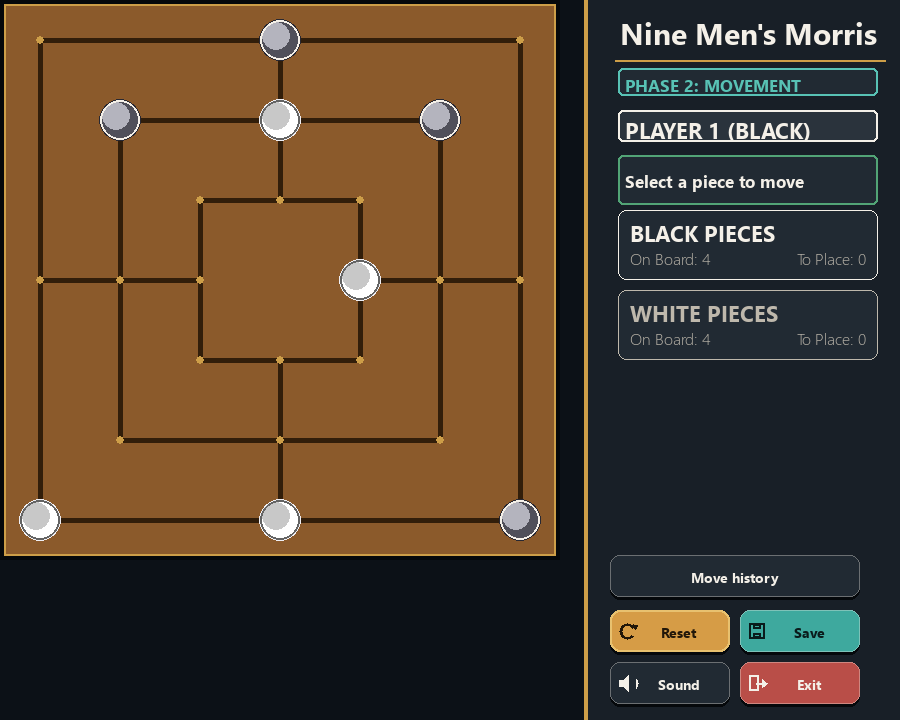 Nine Men's Morris
PHASE 2: MOVEMENT
PLAYER 1 (BLACK)
Select a piece to move
BLACK PIECES
On Board: 4 To Place: 0
WHITE PIECES
On Board: 4 To Place: 0
Move history
Reset Save
Sound Exit